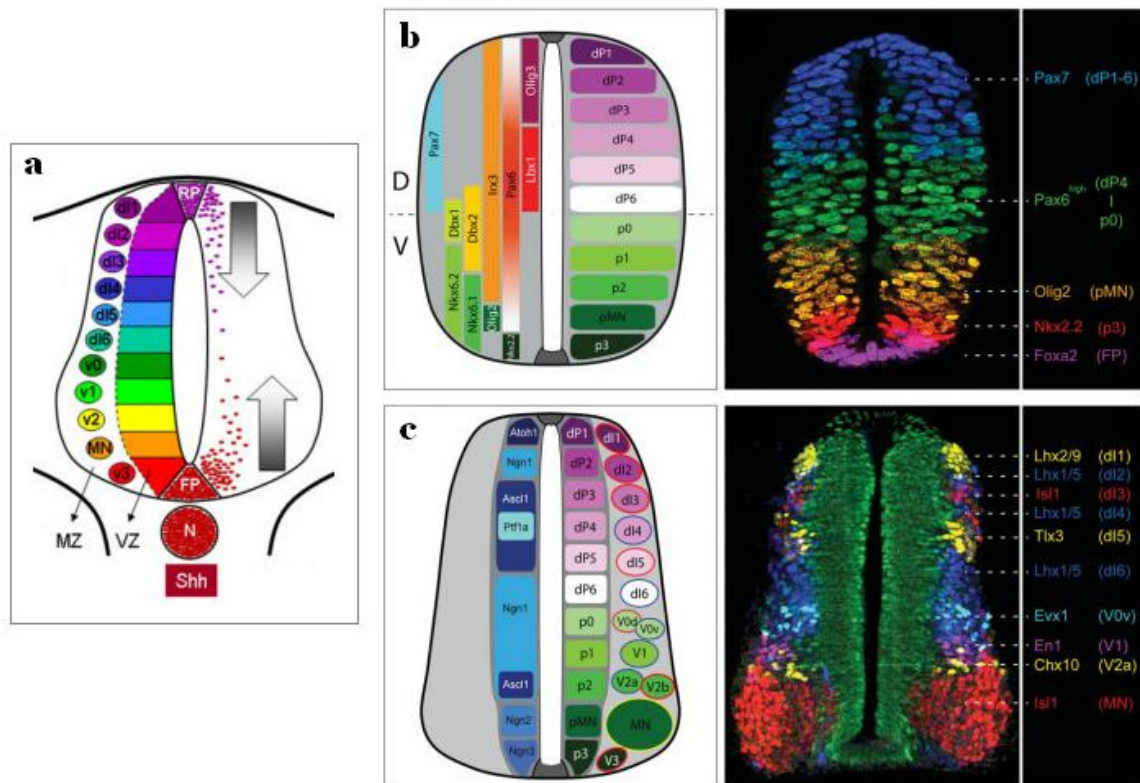 a
RP
dI1
dI2
dI3
dI4
dI5
dI6
v0
v1
v2
MN
v3
FP
N
MZ VZ
Shh
b
D
V
Pax7
Dbx1
Nkx6.2
Dbx2
Nkx6.1
Irx3
Olig2
Pax6
Nkx2.2
Olig3
Lbx1
dP1
dP2
dP3
dP4
dP5
dP6
p0
p1
p2
pMN
p3
Pax7 (dP1-6)
Pax6high (dP4
I
p0)
Olig2 (pMN)
Nkx2.2 (p3)
Foxa2 (FP)
c
Atoh1 dP1 dI1
Ngn1 dP2 dI2
Ascl1 dP3 dI3
Ptf1a dP4 dI4
dP5 dI5
dP6 dI6
Ngn1 p0 V0d V0v
p1 V1
Ascl1 p2 V2a V2b
Ngn2 pMN MN
Ngn3 p3 V3
Lhx2/9 (dI1)
Lhx1/5 (dI2)
Isl1 (dI3)
Lhx1/5 (dI4)
Tlx3 (dI5)
Lhx1/5 (dI6)
Evx1 (V0v)
En1 (V1)
Chx10 (V2a)
Isl1 (MN)